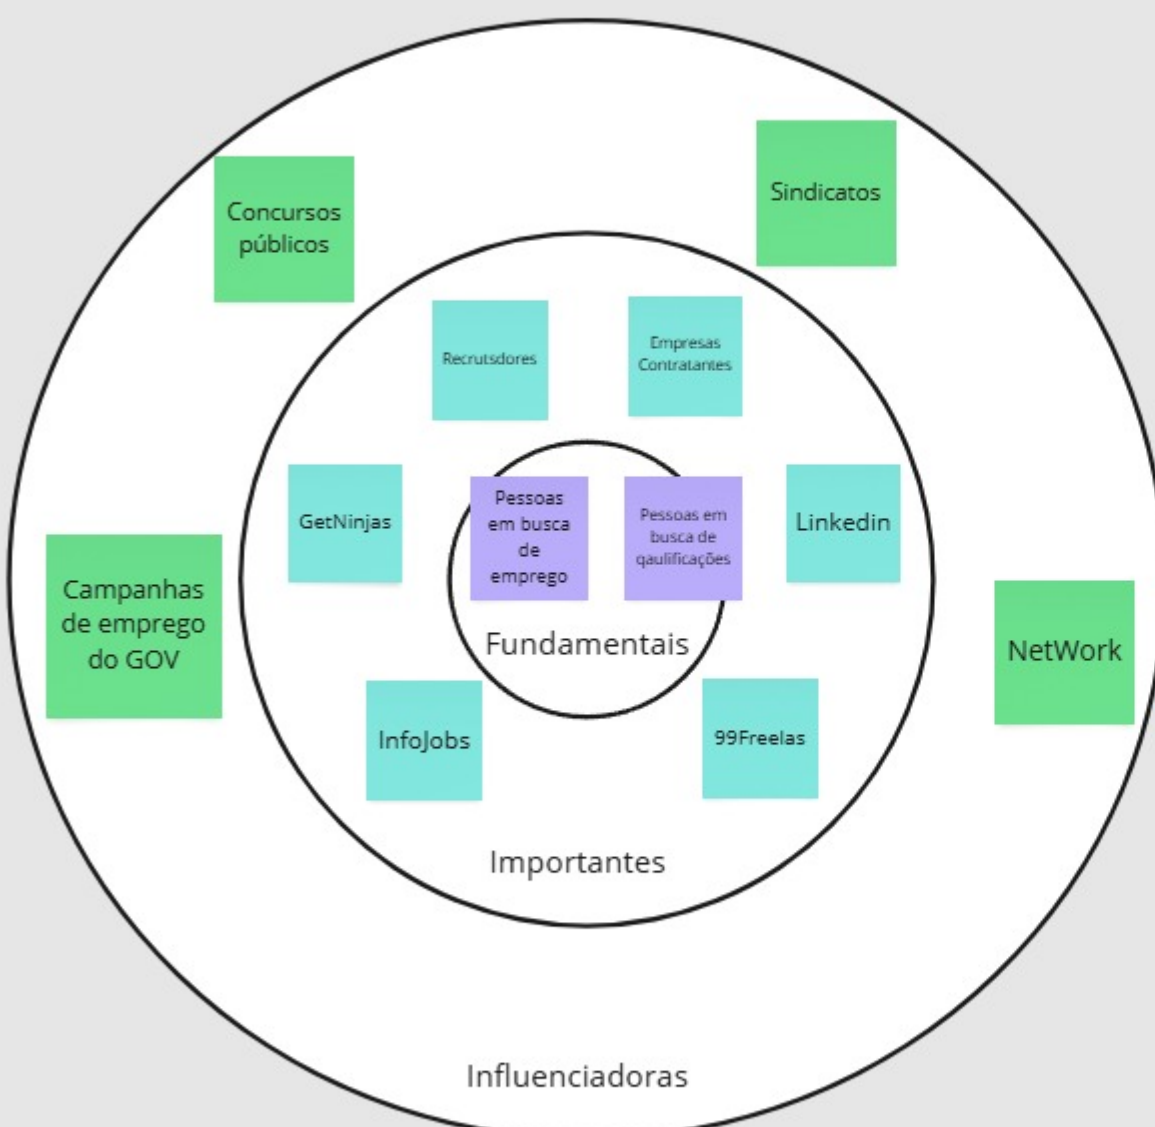 Sindicatos
Concursos
públicos
Recrutsdores
Empresas
Contratantes
GetNinjas
Pessoas
em busca
de
emprego
Pessoas em
busca de
qaulificações
Linkedin
Campanhas
de emprego
do GOV
Fundamentais
NetWork
InfoJobs
99Freelas
Importantes
Influenciadoras